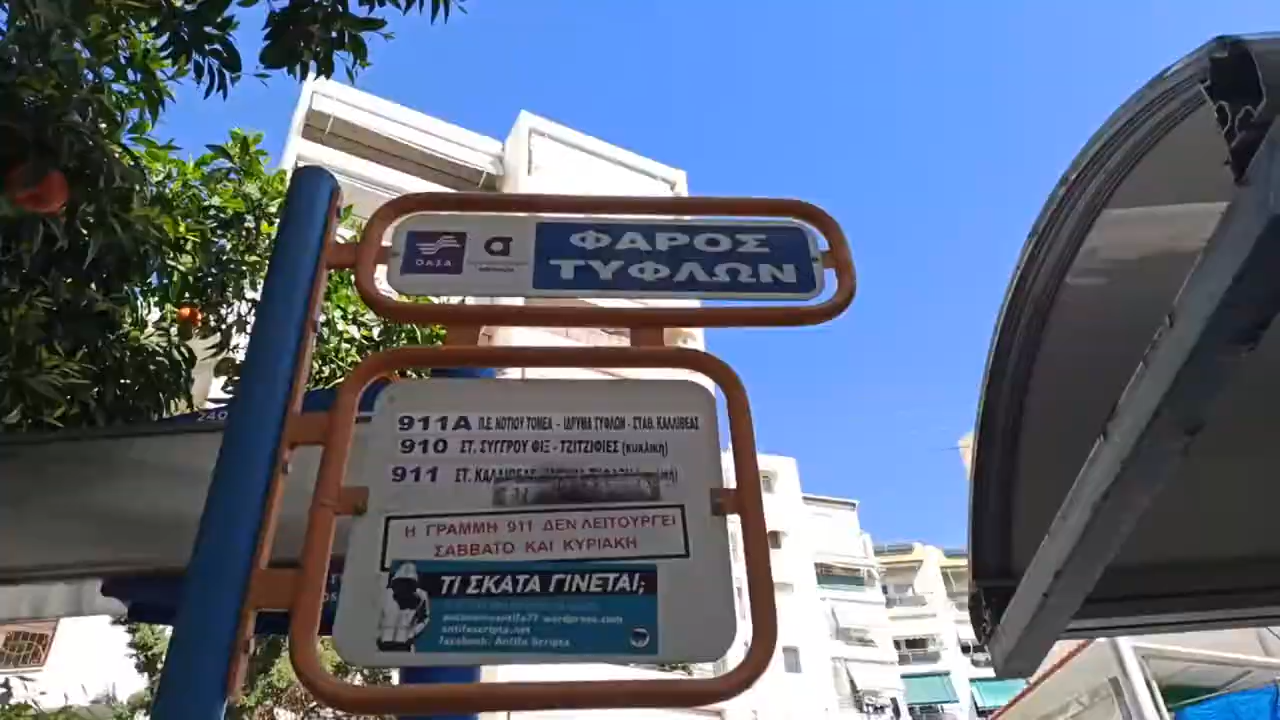 ΟΑΣΑ
ΦΑΡΟΣ
ΤΥΦΛΩΝ
911Α Π.Ε. ΝΟΤΙΟΥ ΤΟΜΕΑ - ΙΔΡΥΜΑ ΤΥΦΛΩΝ - ΣΤΑΘ. ΚΑΛΛΙΘΕΑΣ
910 ΣΤ. ΣΥΓΓΡΟΥ ΦΙΞ - ΤΖΙΤΖΙΦΙΕΣ (κυκλική)
911 ΣΤ. ΚΑΛΛΙΘΕΑΣ
Η ΓΡΑΜΜΗ 911 ΔΕΝ ΛΕΙΤΟΥΡΓΕΙ
ΣΑΒΒΑΤΟ ΚΑΙ ΚΥΡΙΑΚΗ
ΤΙ ΣΚΑΤΑ ΓΙΝΕΤΑΙ;
antifascripta.net
facebook: Antifa Scripta
240